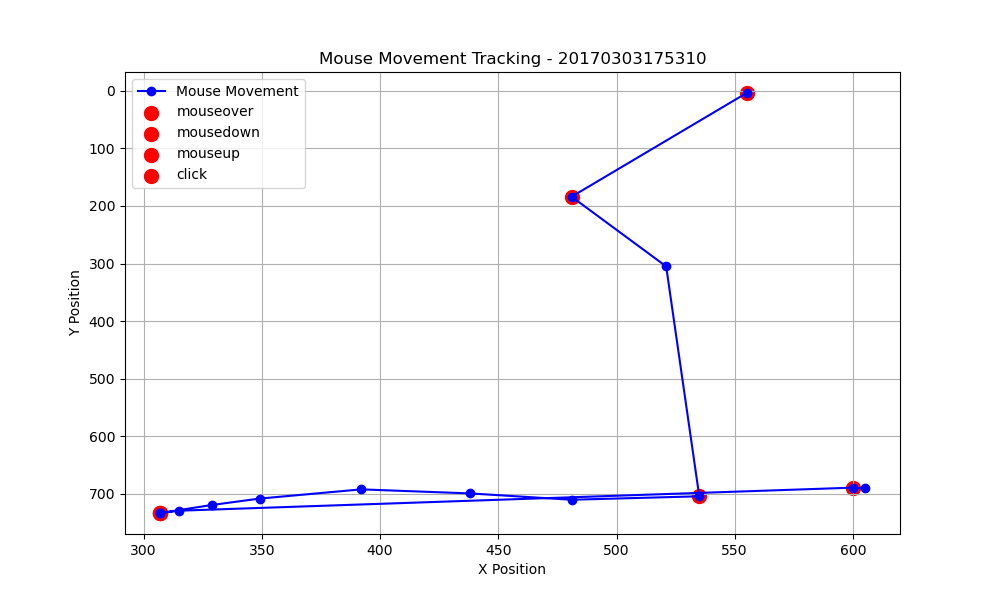 Mouse Movement Tracking - 20170303175310
Mouse Movement
mouseover
mousedown
mouseup
click
0
100
200
300
400
500
600
700
Y Position
300 350 400 450 500 550 600
X Position